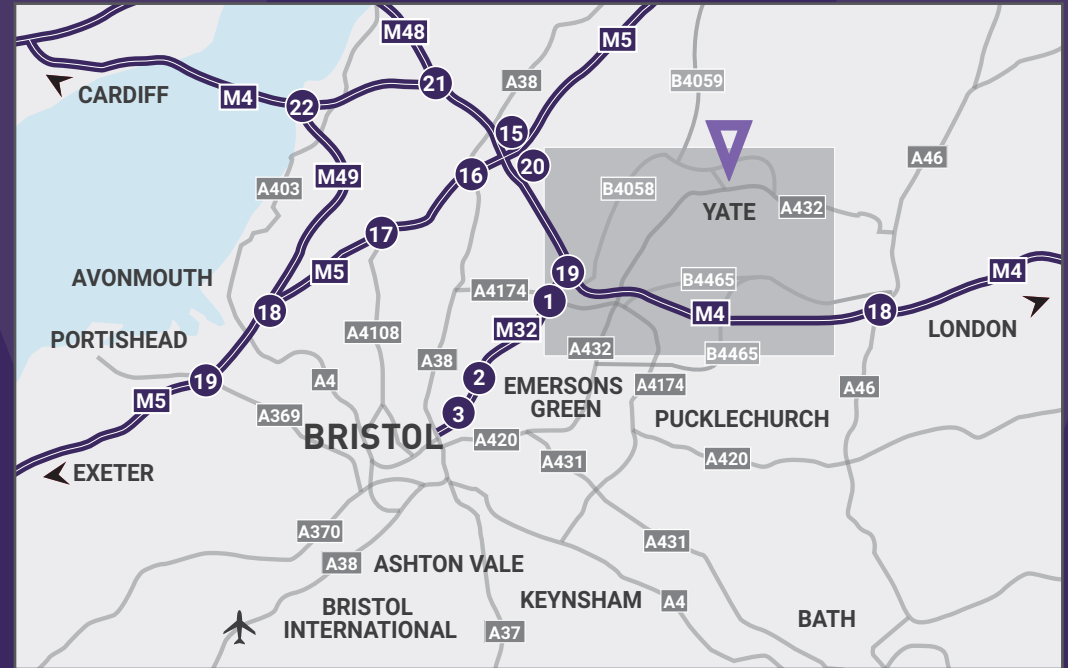 M48
M5
A38
B4059
21
CARDIFF
M4
22
15
A46
20
16
M49
A403
B4058
YATE
A432
17
M5
AVONMOUTH
19
B4465
M4
A4174
1
18
M4
18
LONDON
PORTISHEAD
A4108
M32
A432
B4465
A38
19
A4
2
EMERSONS
GREEN
A4174
A46
M5
A369
3
PUCKLECHURCH
BRISTOL
A420
A420
A431
EXETER
A370
A431
A38
ASHTON VALE
BRISTOL
INTERNATIONAL
KEYNSHAM
A4
BATH
A37